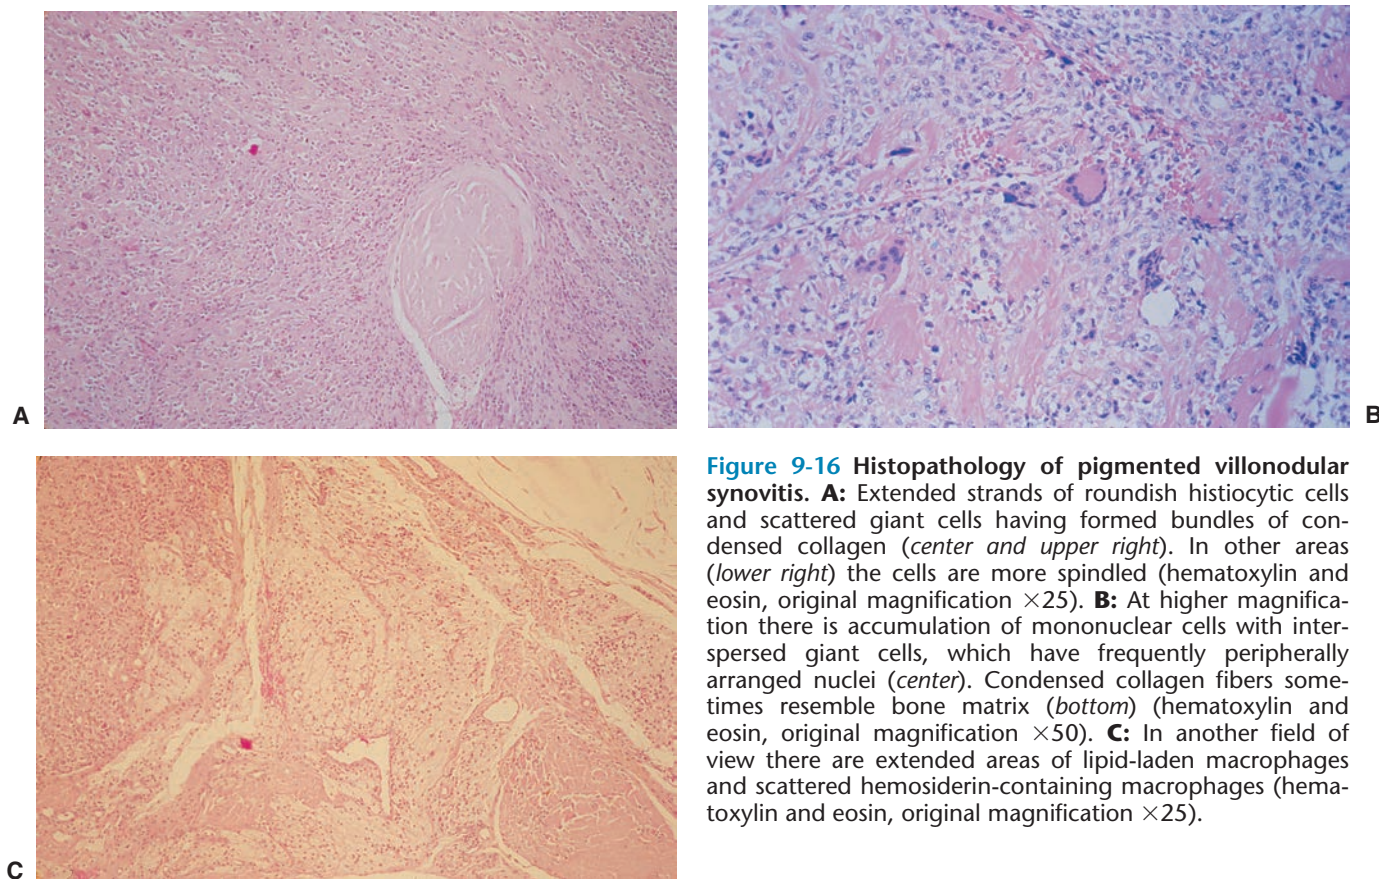 A
B
Figure 9-16 Histopathology of pigmented villonodular
synovitis. A: Extended strands of roundish histiocytic cells
and scattered giant cells having formed bundles of con-
densed collagen (center and upper right). In other areas
(lower right) the cells are more spindled (hematoxylin and
eosin, original magnification ×25). B: At higher magnifica-
tion there is accumulation of mononuclear cells with inter-
spersed giant cells, which have frequently peripherally
arranged nuclei (center). Condensed collagen fibers some-
times resemble bone matrix (bottom) (hematoxylin and
eosin, original magnification ×50). C: In another field of
view there are extended areas of lipid-laden macrophages
and scattered hemosiderin-containing macrophages (hema-
toxylin and eosin, original magnification ×25).
C